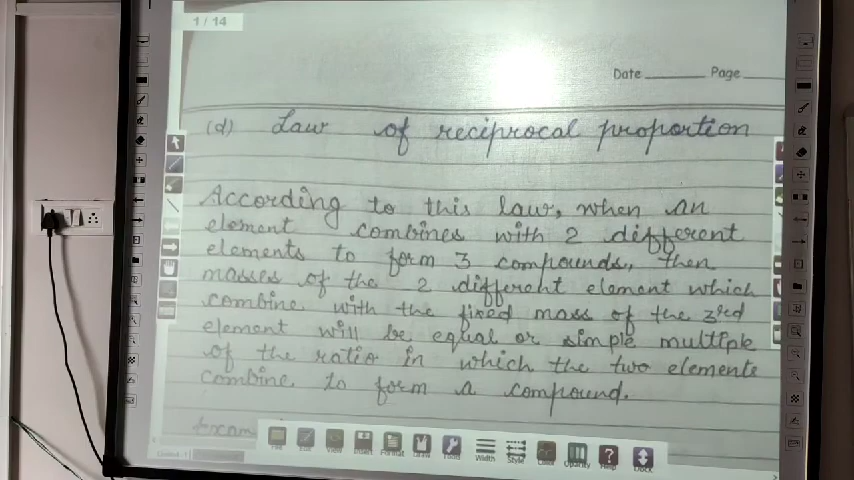 1 / 14
Date Page
(d) Law of reciprocal proportion
According to this law, when an
element combines with 2 different
elements to form 3 compounds, then
masses of the 2 different element which
combine with the fixed mass of the 3rd
element will be equal or simple multiple
of the ratio in which the two elements
combine to form a compound.
Exam
File Edit View Insert Format Draw Tools Width Style Color Opacity Help Dock